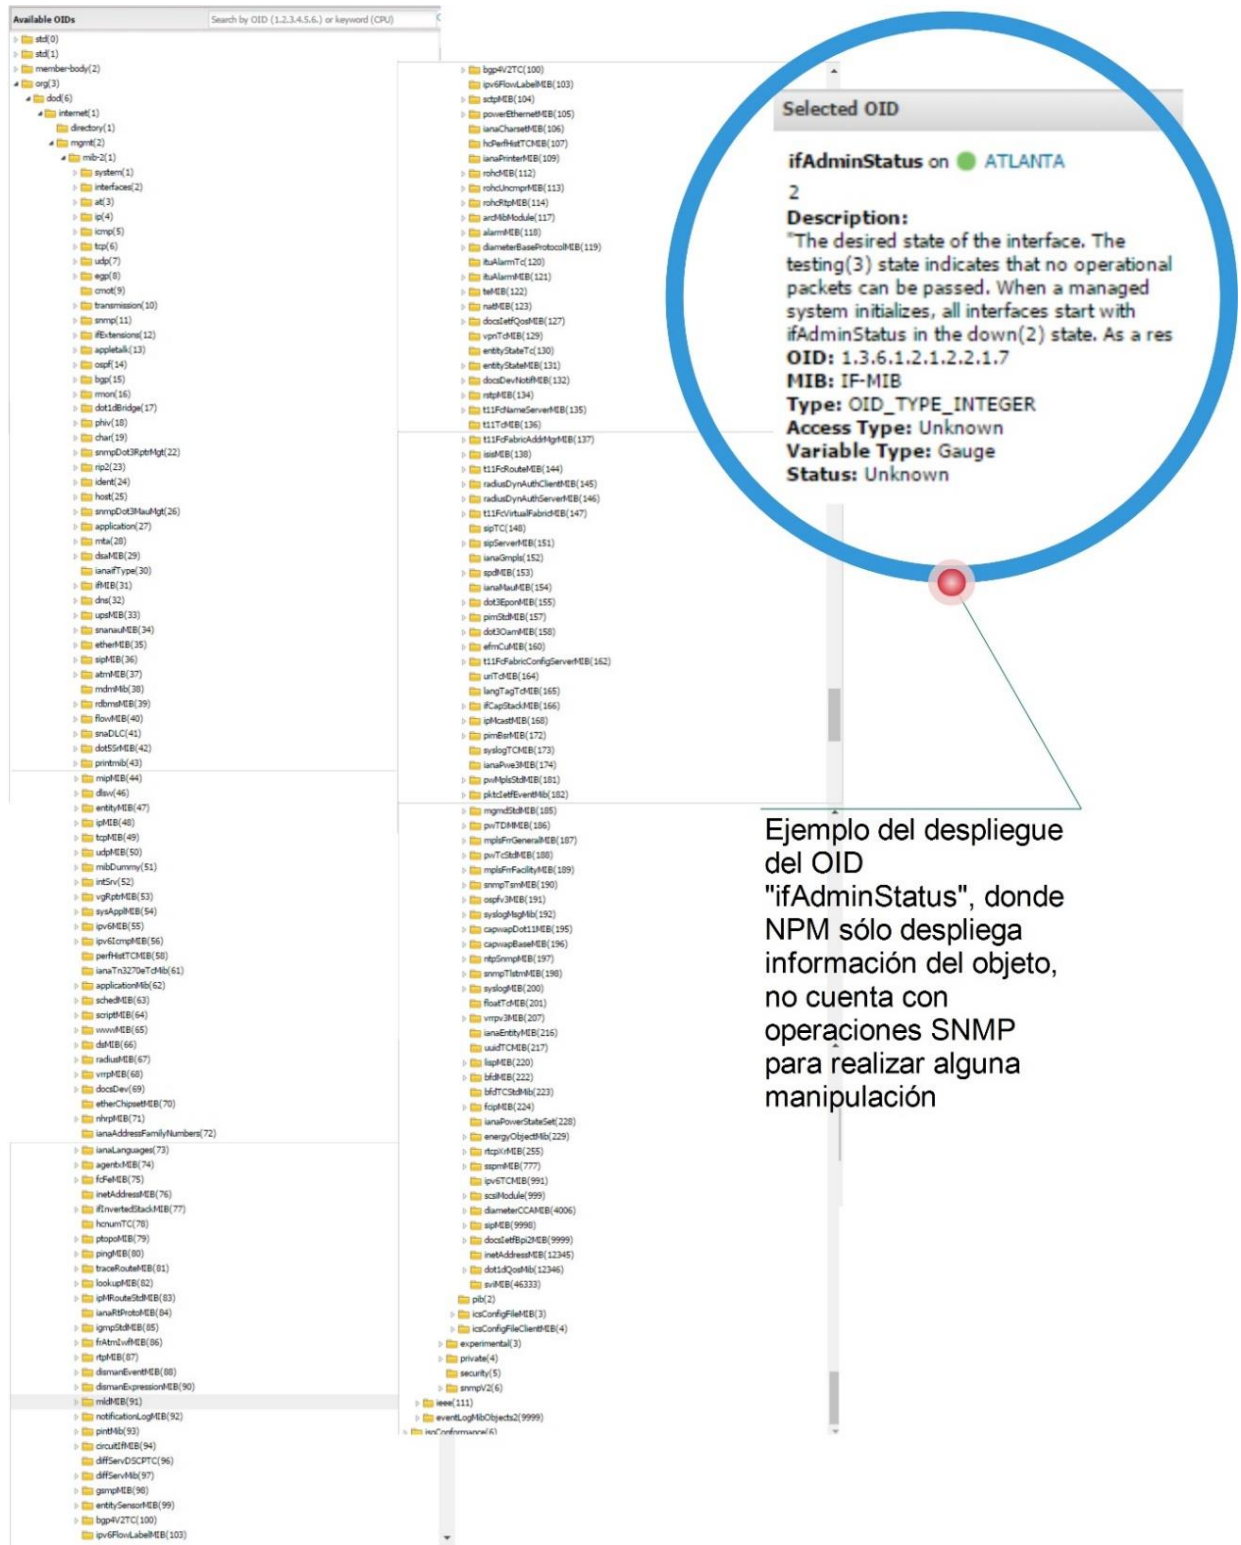 Available OIDs
Search by OID (1.2.3.4.5.6.) or keyword (CPU)
std(0)
std(1)
member-body(2)
org(3)
dod(6)
internet(1)
directory(1)
mgmt(2)
mib-2(1)
system(1)
interfaces(2)
at(3)
ip(4)
icmp(5)
tcp(6)
udp(7)
egp(8)
cmot(9)
transmission(10)
snmp(11)
ifExtensions(12)
appletalk(13)
ospf(14)
bgp(15)
rmon(16)
dot1dBridge(17)
phiv(18)
char(19)
snmpDot3RptrMgt(22)
rip2(23)
ident(24)
host(25)
snmpDot3MauMgt(26)
application(27)
mta(28)
dsaMIB(29)
ianaifType(30)
ifMIB(31)
dns(32)
upsMIB(33)
snanauMIB(34)
etherMIB(35)
sipMIB(36)
atmMIB(37)
mdmMib(38)
rdbmsMIB(39)
flowMIB(40)
snaDLC(41)
dot5SrMIB(42)
printmib(43)
mipMIB(44)
dlsw(46)
entityMIB(47)
ipMIB(48)
tcpMIB(49)
udpMIB(50)
mibDummy(51)
intSrv(52)
vgRptrMIB(53)
sysApplMIB(54)
ipv6MIB(55)
ipv6IcmpMIB(56)
perfHistTCMIB(58)
ianaTn3270eTcMib(61)
applicationMib(62)
schedMIB(63)
scriptMIB(64)
wwwMIB(65)
dsMIB(66)
radiusMIB(67)
vrrpMIB(68)
docsDev(69)
etherChipsetMIB(70)
nhrpMIB(71)
ianaAddressFamilyNumbers(72)
ianaLanguages(73)
agentxMIB(74)
fcFeMIB(75)
inetAddressMIB(76)
ifInvertedStackMIB(77)
hcnumTC(78)
ptopoMIB(79)
pingMIB(80)
traceRouteMIB(81)
lookupMIB(82)
ipMRouteStdMIB(83)
ianaRtProtoMIB(84)
igmpStdMIB(85)
frAtmIwfMIB(86)
rtpMIB(87)
dismanEventMIB(88)
dismanExpressionMIB(90)
mldMIB(91)
notificationLogMIB(92)
pintMib(93)
circuitIfMIB(94)
diffServDSCPTC(96)
diffServMib(97)
gsmpMIB(98)
entitySensorMIB(99)
bgp4V2TC(100)
ipv6FlowLabelMIB(103)
bgp4V2TC(100)
ipv6FlowLabelMIB(103)
sctpMIB(104)
powerEthernetMIB(105)
ianaCharsetMIB(106)
hcPerfHistTCMIB(107)
ianaPrinterMIB(109)
rohcMIB(112)
rohcUncmprMIB(113)
rohcRtpMIB(114)
arcMibModule(117)
alarmMIB(118)
diameterBaseProtocolMIB(119)
ituAlarmTc(120)
ituAlarmMIB(121)
teMIB(122)
natMIB(123)
docsIetfQosMIB(127)
vpnTcMIB(129)
entityStateTc(130)
entityStateMIB(131)
docsDevNotifMIB(132)
rstpMIB(134)
t11FcNameServerMIB(135)
t11TcMIB(136)
t11FcFabricAddrMgrMIB(137)
isisMIB(138)
t11FcRouteMIB(144)
radiusDynAuthClientMIB(145)
radiusDynAuthServerMIB(146)
t11FcVirtualFabricMIB(147)
sipTC(148)
sipServerMIB(151)
ianaGmpls(152)
spdMIB(153)
ianaMauMIB(154)
dot3EponMIB(155)
pimStdMIB(157)
dot3OamMIB(158)
efmCuMIB(160)
t11FcFabricConfigServerMIB(162)
uriTcMIB(164)
langTagTcMIB(165)
ifCapStackMIB(166)
ipMcastMIB(168)
pimBsrMIB(172)
syslogTCMIB(173)
ianaPwe3MIB(174)
pwMplsStdMIB(181)
pktcIetfEventMib(182)
mgmdStdMIB(185)
pwTDMMIB(186)
mplsFrrGeneralMIB(187)
pwTcStdMIB(188)
mplsFrrFacilityMIB(189)
snmpTsmMIB(190)
ospfv3MIB(191)
syslogMsgMib(192)
capwapDot11MIB(195)
capwapBaseMIB(196)
ntpSnmpMIB(197)
snmpTlstmMIB(198)
syslogMIB(200)
floatTcMIB(201)
vrrpv3MIB(207)
ianaEntityMIB(216)
uuidTCMIB(217)
lispMIB(220)
bfdMIB(222)
bfdTCStdMib(223)
fcipMIB(224)
ianaPowerStateSet(228)
energyObjectMib(229)
rtcpXrMIB(255)
sspmMIB(777)
ipv6TCMIB(991)
scsiModule(999)
diameterCCAMIB(4006)
sipMIB(9998)
docsIetfBpi2MIB(9999)
inetAddressMIB(12345)
dot1dQosMib(12346)
sviMIB(46333)
pib(2)
icsConfigFileMIB(3)
icsConfigFileClientMIB(4)
experimental(3)
private(4)
security(5)
snmpV2(6)
ieee(111)
eventLogMibObjects2(9999)
isgConformance(6)
Selected OID
ifAdminStatus on ATLANTA
2
Description:
"The desired state of the interface. The
testing(3) state indicates that no operational
packets can be passed. When a managed
system initializes, all interfaces start with
ifAdminStatus in the down(2) state. As a res
OID: 1.3.6.1.2.1.2.2.1.7
MIB: IF-MIB
Type: OID_TYPE_INTEGER
Access Type: Unknown
Variable Type: Gauge
Status: Unknown
Ejemplo del despliegue
del OID
"ifAdminStatus", donde
NPM sólo despliega
información del objeto,
no cuenta con
operaciones SNMP
para realizar alguna
manipulación